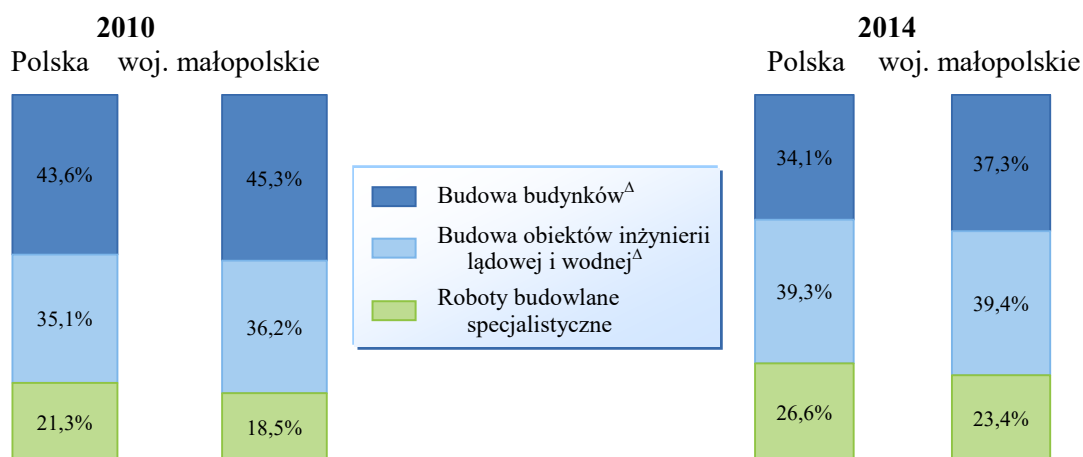 2010
Polska woj. małopolskie
43,6%
45,3%
35,1%
36,2%
21,3%
18,5%
Budowa budynków^Δ
Budowa obiektów inżynierii
lądowej i wodnej^Δ
Roboty budowlane
specjalistyczne
2014
Polska woj. małopolskie
34,1%
37,3%
39,3%
39,4%
26,6%
23,4%